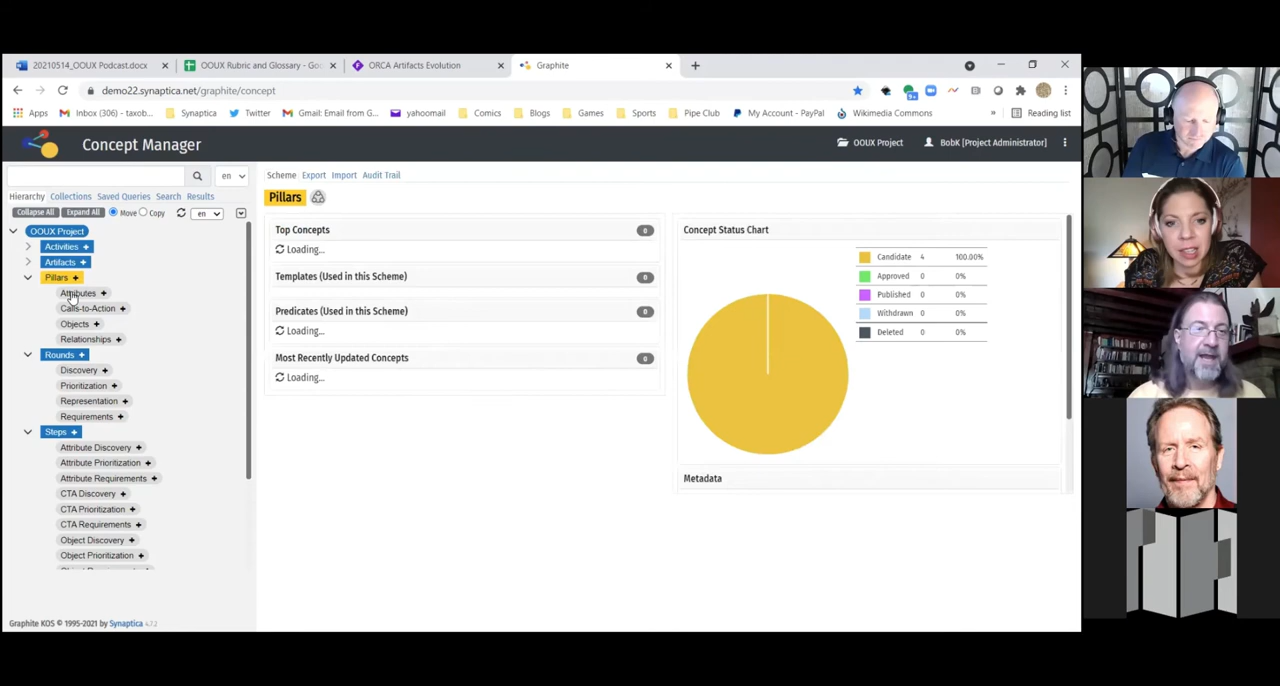 20210514_OOUX Podcast.docx
OOUX Rubric and Glossary - Goo
ORCA Artifacts Evolution
Graphite
demo22.synaptica.net/graphite/concept
Apps
Inbox (306) - taxob...
Synaptica
Twitter
Gmail: Email from G...
yahoomail
Comics
Blogs
Games
Sports
Pipe Club
My Account - PayPal
Wikimedia Commons
»
Reading list
Concept Manager
OOUX Project
BobK [Project Administrator]
en
Hierarchy Collections Saved Queries Search Results
Collapse All Expand All Move Copy en
OOUX Project
Activities +
Artifacts +
Pillars +
Attributes +
Calls-to-Action +
Objects +
Relationships +
Rounds +
Discovery +
Prioritization +
Representation +
Requirements +
Steps +
Attribute Discovery +
Attribute Prioritization +
Attribute Requirements +
CTA Discovery +
CTA Prioritization +
CTA Requirements +
Object Discovery +
Object Prioritization +
Graphite KOS © 1995-2021 by Synaptica 4.7.2
Scheme Export Import Audit Trail
Pillars
Top Concepts 0
Loading...
Templates (Used in this Scheme) 0
Predicates (Used in this Scheme) 0
Loading...
Most Recently Updated Concepts 0
Loading...
Concept Status Chart
Candidate 4 100.00%
Approved 0 0%
Published 0 0%
Withdrawn 0 0%
Deleted 0 0%
Metadata